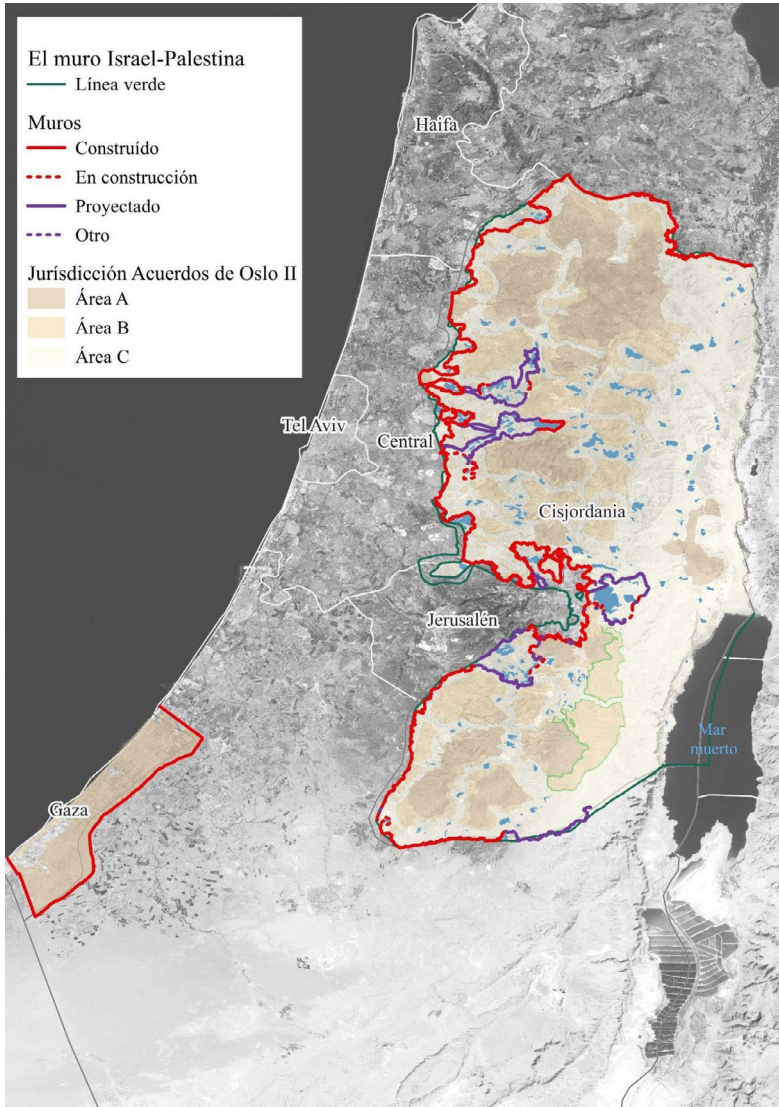 El muro Israel-Palestina
Línea verde
Muros
Construído
En construcción
Proyectado
Otro
Jurísdicción Acuerdos de Oslo II
Área A
Área B
Área C
Haifa
Tel Aviv
Central
Cisjordania
Jerusalén
Mar
muerto
Gaza